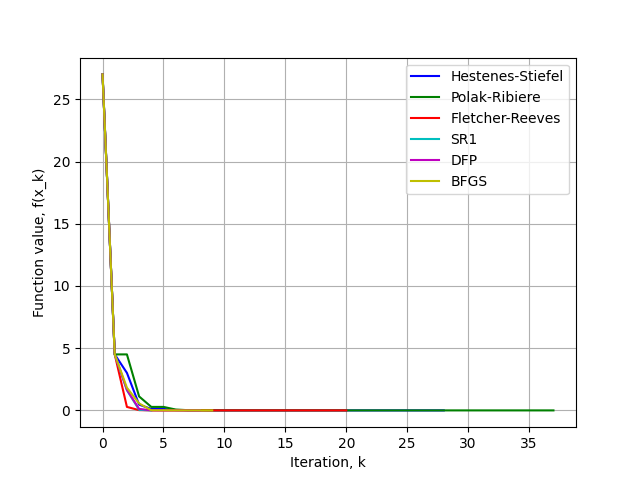 Hestenes-Stiefel
Polak-Ribiere
Fletcher-Reeves
SR1
DFP
BFGS
25
20
15
10
5
0
Function value, f(x_k)
0 5 10 15 20 25 30 35
Iteration, k